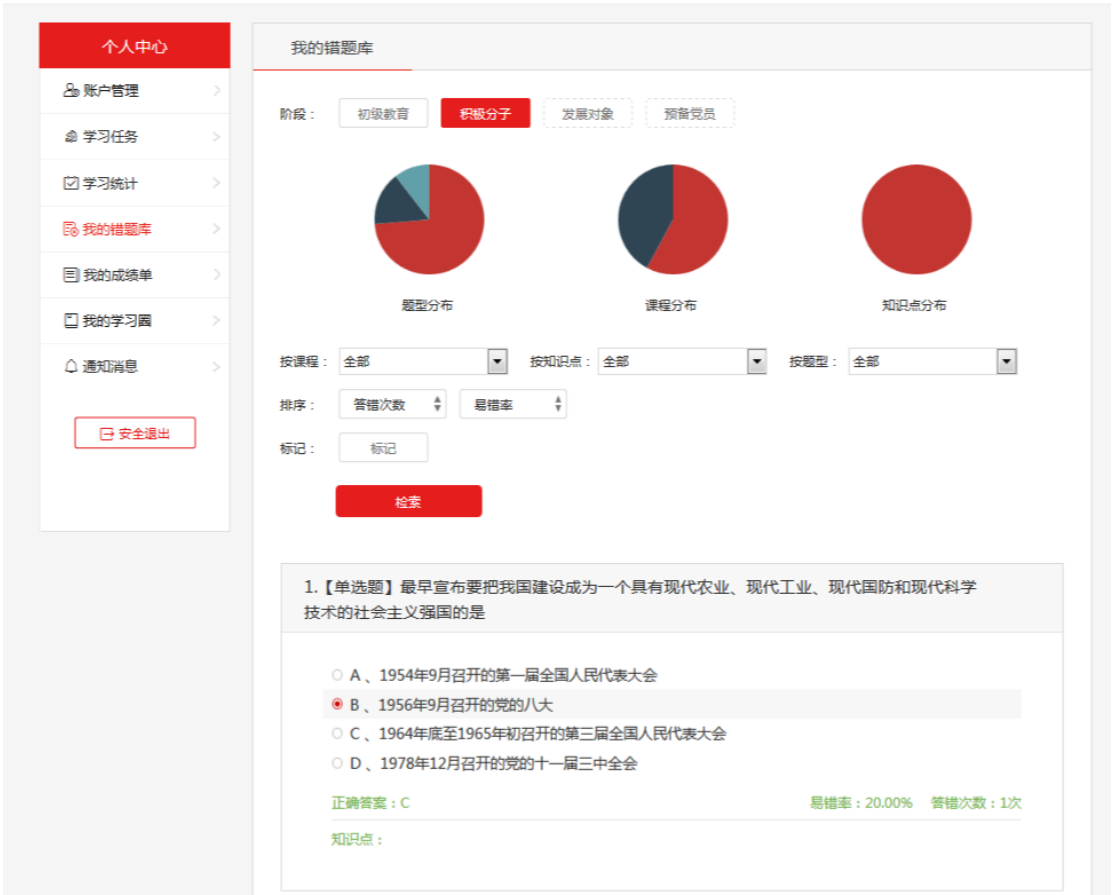 个人中心
账户管理
学习任务
学习统计
我的错题库
我的成绩单
我的学习圈
通知消息
安全退出
我的错题库
阶段： 初级教育 积极分子 发展对象 预备党员
题型分布 课程分布 知识点分布
按课程： 全部 按知识点： 全部 按题型： 全部
排序： 答错次数 易错率
标记： 标记
检索
1.【单选题】最早宣布要把我国建设成为一个具有现代农业、现代工业、现代国防和现代科学
技术的社会主义强国的是
A 、1954年9月召开的第一届全国人民代表大会
B 、1956年9月召开的党的八大
C 、1964年底至1965年初召开的第三届全国人民代表大会
D 、1978年12月召开的党的十一届三中全会
正确答案：C 易错率：20.00% 答错次数：1次
知识点：